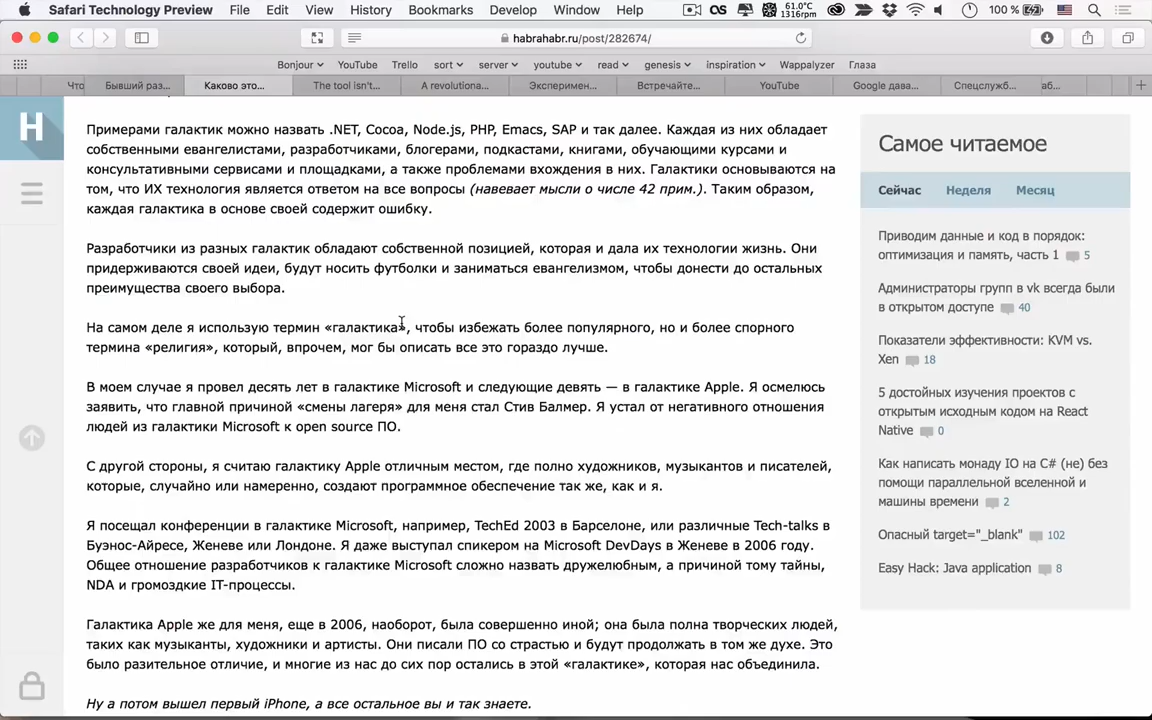 Safari Technology Preview File Edit View History Bookmarks Develop Window Help
61.0°C
1316rpm
100 %
habrahabr.ru/post/282674/
Bonjour YouTube Trello sort server youtube read genesis inspiration Wappalyzer Глаза
Что Бывший раз... Каково это... The tool isn't... A revolutiona... Эксперимен... Встречайте... YouTube Google дава... Спецслужб... аб...
H
Примерами галактик можно назвать .NET, Cocoa, Node.js, PHP, Emacs, SAP и так далее. Каждая из них обладает
собственными евангелистами, разработчиками, блогерами, подкастами, книгами, обучающими курсами и
консультативными сервисами и площадками, а также проблемами вхождения в них. Галактики основываются на
том, что ИХ технология является ответом на все вопросы (навевает мысли о числе 42 прим.). Таким образом,
каждая галактика в основе своей содержит ошибку.
Разработчики из разных галактик обладают собственной позицией, которая и дала их технологии жизнь. Они
придерживаются своей идеи, будут носить футболки и заниматься евангелизмом, чтобы донести до остальных
преимущества своего выбора.
На самом деле я использую термин «галактика», чтобы избежать более популярного, но и более спорного
термина «религия», который, впрочем, мог бы описать все это гораздо лучше.
В моем случае я провел десять лет в галактике Microsoft и следующие девять — в галактике Apple. Я осмелюсь
заявить, что главной причиной «смены лагеря» для меня стал Стив Балмер. Я устал от негативного отношения
людей из галактики Microsoft к open source ПО.
С другой стороны, я считаю галактику Apple отличным местом, где полно художников, музыкантов и писателей,
которые, случайно или намеренно, создают программное обеспечение так же, как и я.
Я посещал конференции в галактике Microsoft, например, TechEd 2003 в Барселоне, или различные Tech-talks в
Буэнос-Айресе, Женеве или Лондоне. Я даже выступал спикером на Microsoft DevDays в Женеве в 2006 году.
Общее отношение разработчиков к галактике Microsoft сложно назвать дружелюбным, а причиной тому тайны,
NDA и громоздкие IT-процессы.
Галактика Apple же для меня, еще в 2006, наоборот, была совершенно иной; она была полна творческих людей,
таких как музыканты, художники и артисты. Они писали ПО со страстью и будут продолжать в том же духе. Это
было разительное отличие, и многие из нас до сих пор остались в этой «галактике», которая нас объединила.
Ну а потом вышел первый iPhone, а все остальное вы и так знаете.
Самое читаемое
Сейчас Неделя Месяц
Приводим данные и код в порядок:
оптимизация и память, часть 1 5
Администраторы групп в vk всегда были
в открытом доступе 40
Показатели эффективности: KVM vs.
Xen 18
5 достойных изучения проектов с
открытым исходным кодом на React
Native 0
Как написать монаду IO на C# (не) без
помощи параллельной вселенной и
машины времени 2
Опасный target="_blank" 102
Easy Hack: Java application 8